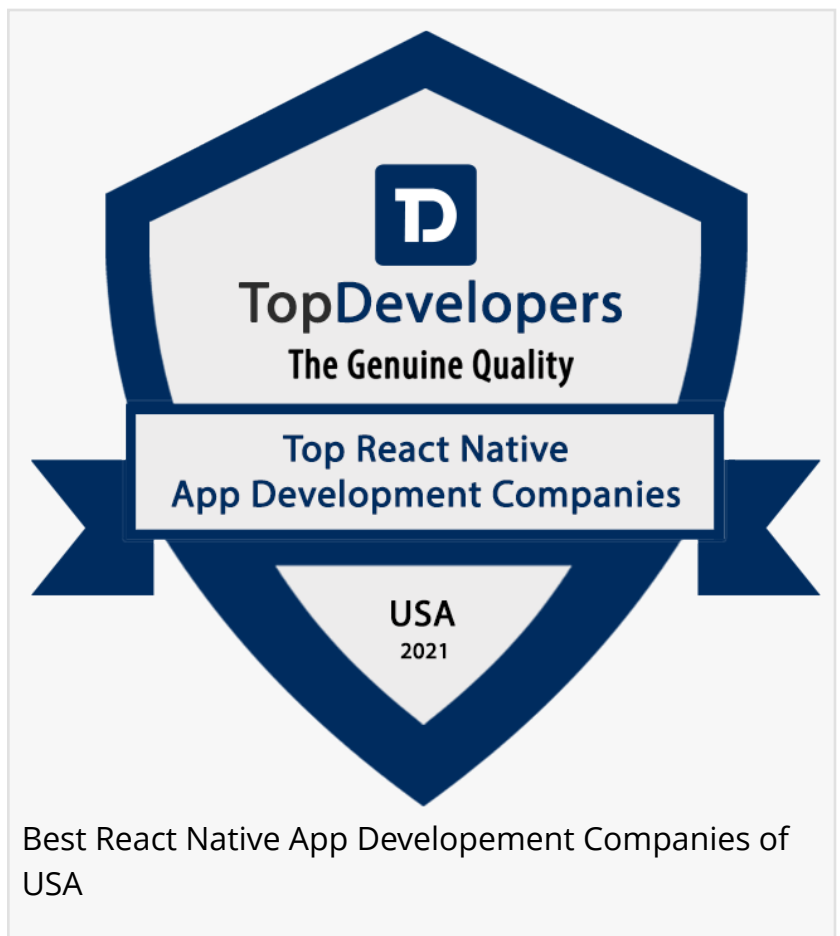 TD
TopDevelopers
The Genuine Quality
Top React Native
App Development Companies
USA
2021
Best React Native App Developement Companies of
USA